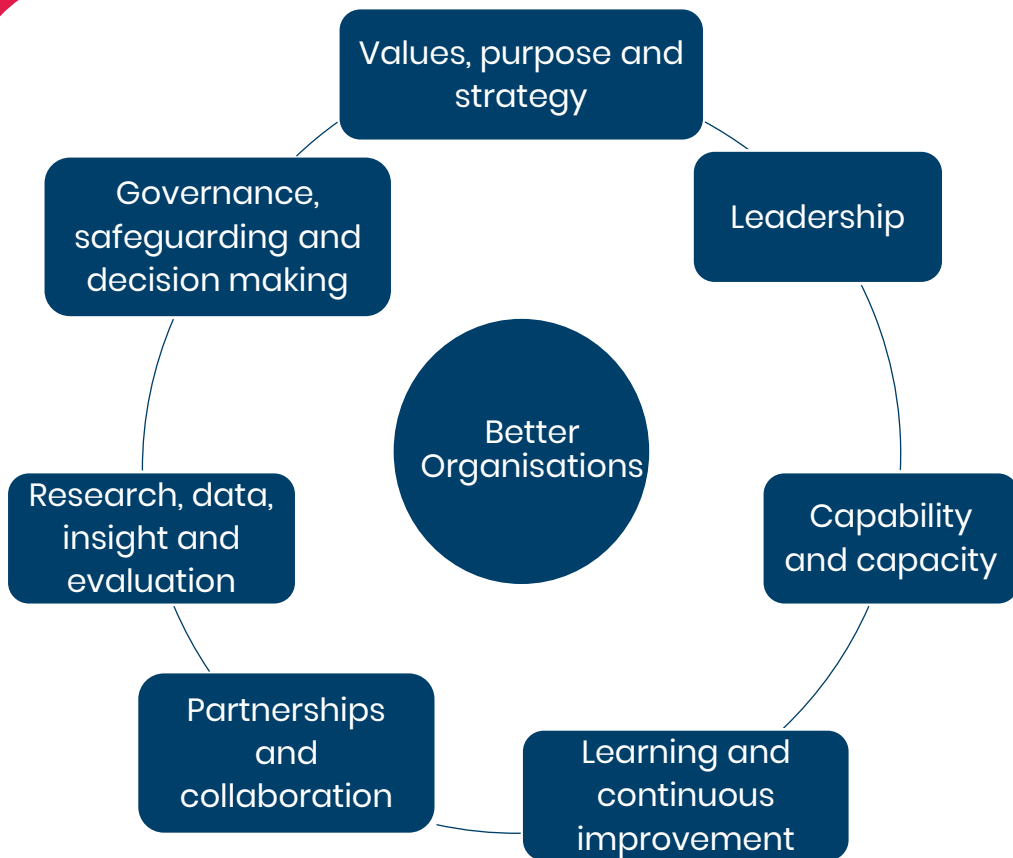 Values, purpose and
strategy
Leadership
Capability
and capacity
Learning and
continuous
improvement
Partnerships
and
collaboration
Research, data,
insight and
evaluation
Governance,
safeguarding and
decision making
Better
Organisations